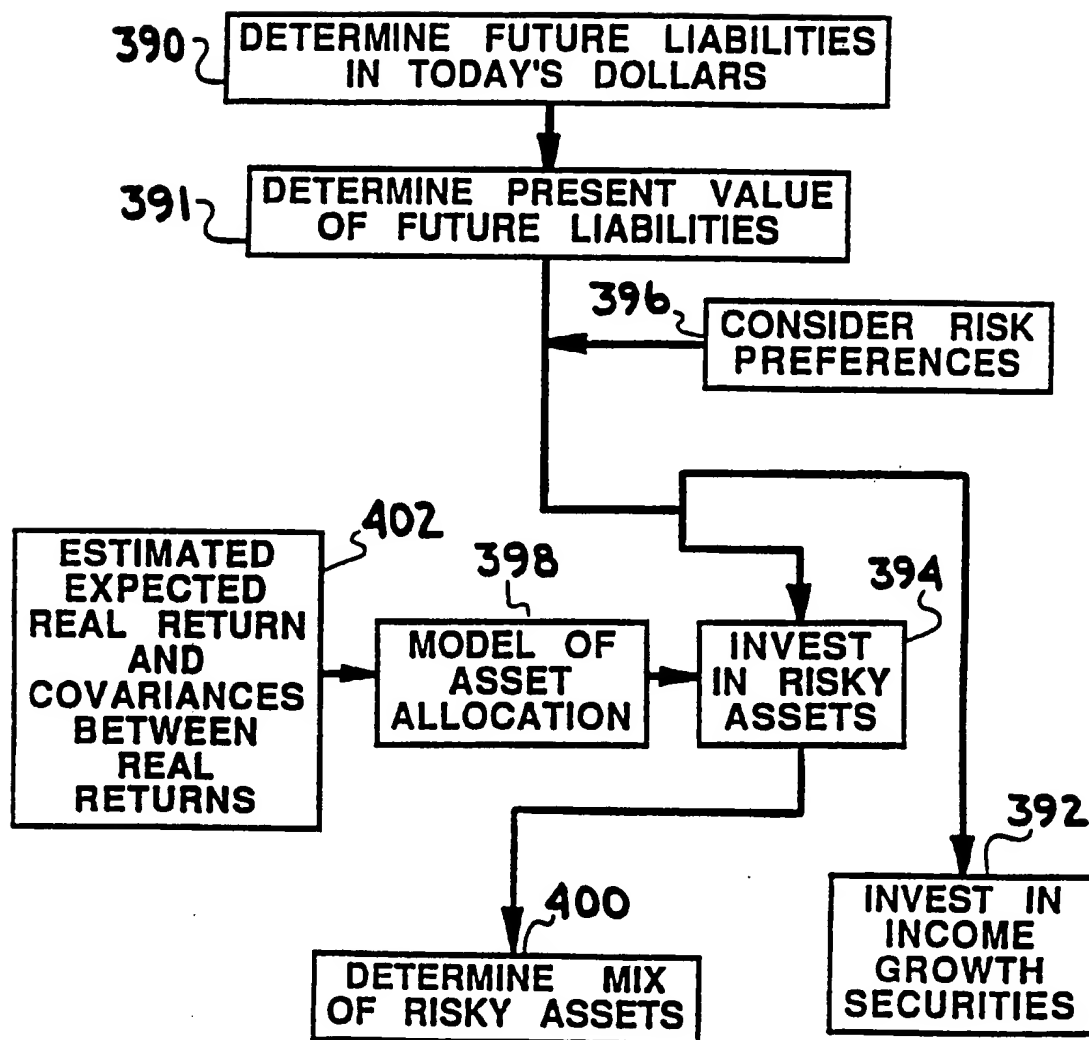 390
DETERMINE FUTURE LIABILITIES
IN TODAY'S DOLLARS
391
DETERMINE PRESENT VALUE
OF FUTURE LIABILITIES
396
CONSIDER RISK
PREFERENCES
402
ESTIMATED
EXPECTED
REAL RETURN
AND
COVARIANCES
BETWEEN
REAL
RETURNS
398
MODEL OF
ASSET
ALLOCATION
394
INVEST
IN RISKY
ASSETS
392
INVEST IN
INCOME
GROWTH
SECURITIES
400
DETERMINE MIX
OF RISKY ASSETS